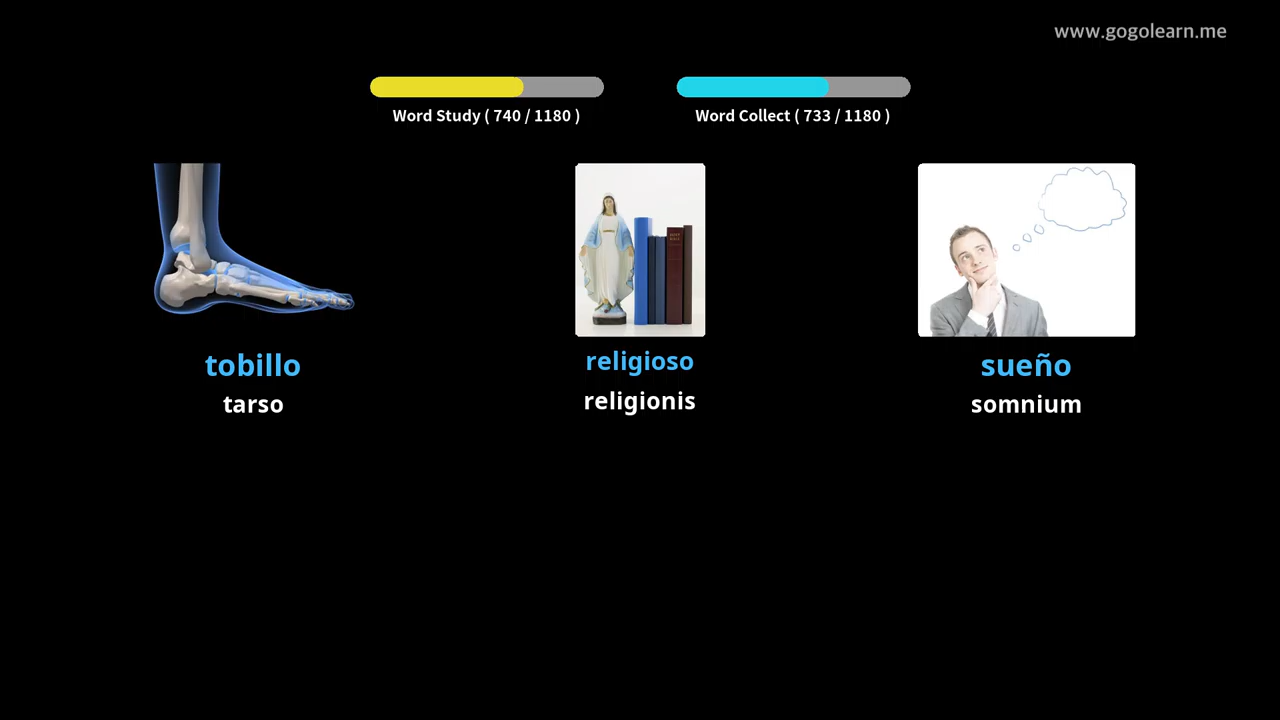 www.gogolearn.me
Word Study ( 740 / 1180 )
Word Collect ( 733 / 1180 )
tobillo
tarso
religioso
religionis
sueño
somnium